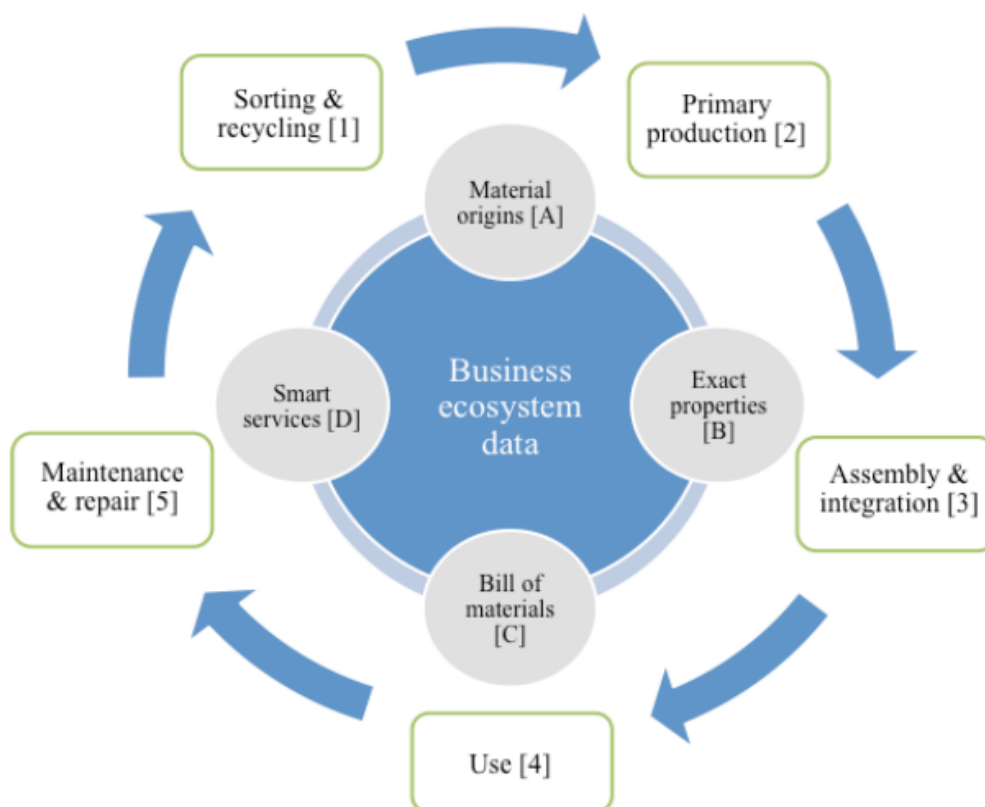 Sorting &
recycling [1]
Primary
production [2]
Material
origins [A]
Business
ecosystem
data
Smart
services [D]
Exact
properties
[B]
Maintenance
& repair [5]
Assembly &
integration [3]
Bill of
materials
[C]
Use [4]